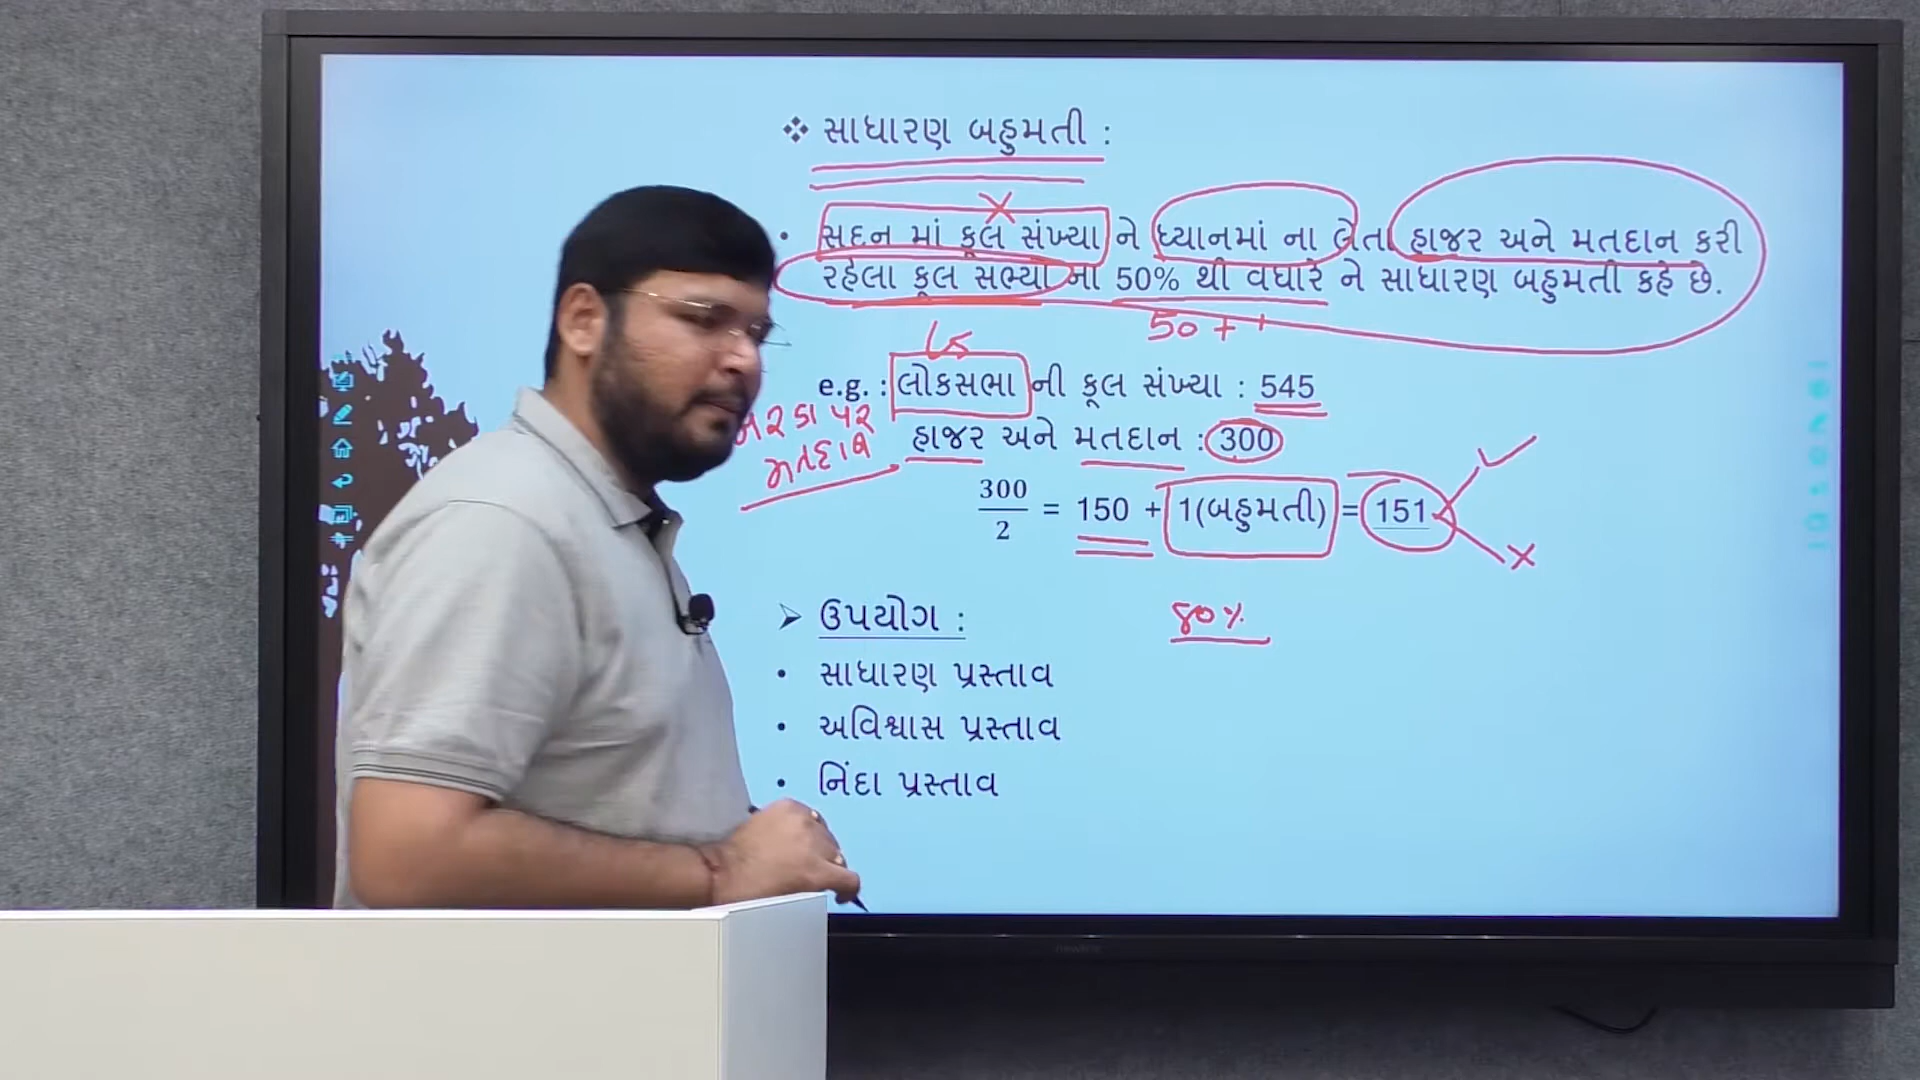 ❖ સાધારણ બહુમતી :
• સદન માં કૂલ સંખ્યા ને ધ્યાનમાં ના લેતા હાજર અને મતદાન કરી
રહેલા કૂલ સભ્યો ના 50% થી વધારે ને સાધારણ બહુમતી કહે છે.
50 + 1
LS
e.g. : લોકસભા ની કૂલ સંખ્યા : 545
હાજર અને મતદાન : 300
મતદાન
300/2 = 150 + 1(બહુમતી) = 151
➢ ઉપયોગ :
80%
• સાધારણ પ્રસ્તાવ
• અવિશ્વાસ પ્રસ્તાવ
• નિંદા પ્રસ્તાવ